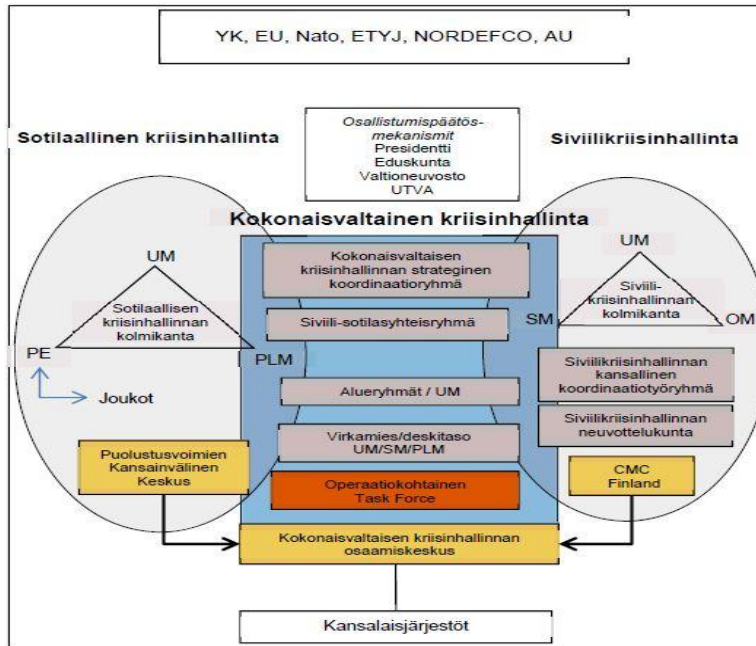 YK, EU, Nato, ETYJ, NORDEFCO, AU
Sotilaallinen kriisinhallinta
Osallistumispäätös-
mekanismit
Presidentti
Eduskunta
Valtioneuvosto
UTVA
Siviilikriisinhallinta
Kokonaisvaltainen kriisinhallinta
UM
Sotilaallisen
kriisinhallinnan
kolmikanta
PE
PLM
Joukot
Puolustusvoimien
Kansainvälinen
Keskus
Kokonaisvaltaisen
kriisinhallinnan strateginen
koordinaatioryhmä
Siviili-sotilasyhteisryhmä
Alueryhmät / UM
Virkamies/deskitaso
UM/SM/PLM
Operaatiokohtainen
Task Force
UM
Siviili-
kriisinhallinnan
kolmikanta
SM
OM
Siviilikriisinhallinnan
kansallinen
koordinaatiotyöryhmä
Siviilikriisinhallinnan
neuvottelukunta
CMC
Finland
Kokonaisvaltaisen kriisinhallinnan
osaamiskeskus
Kansalaisjärjestöt